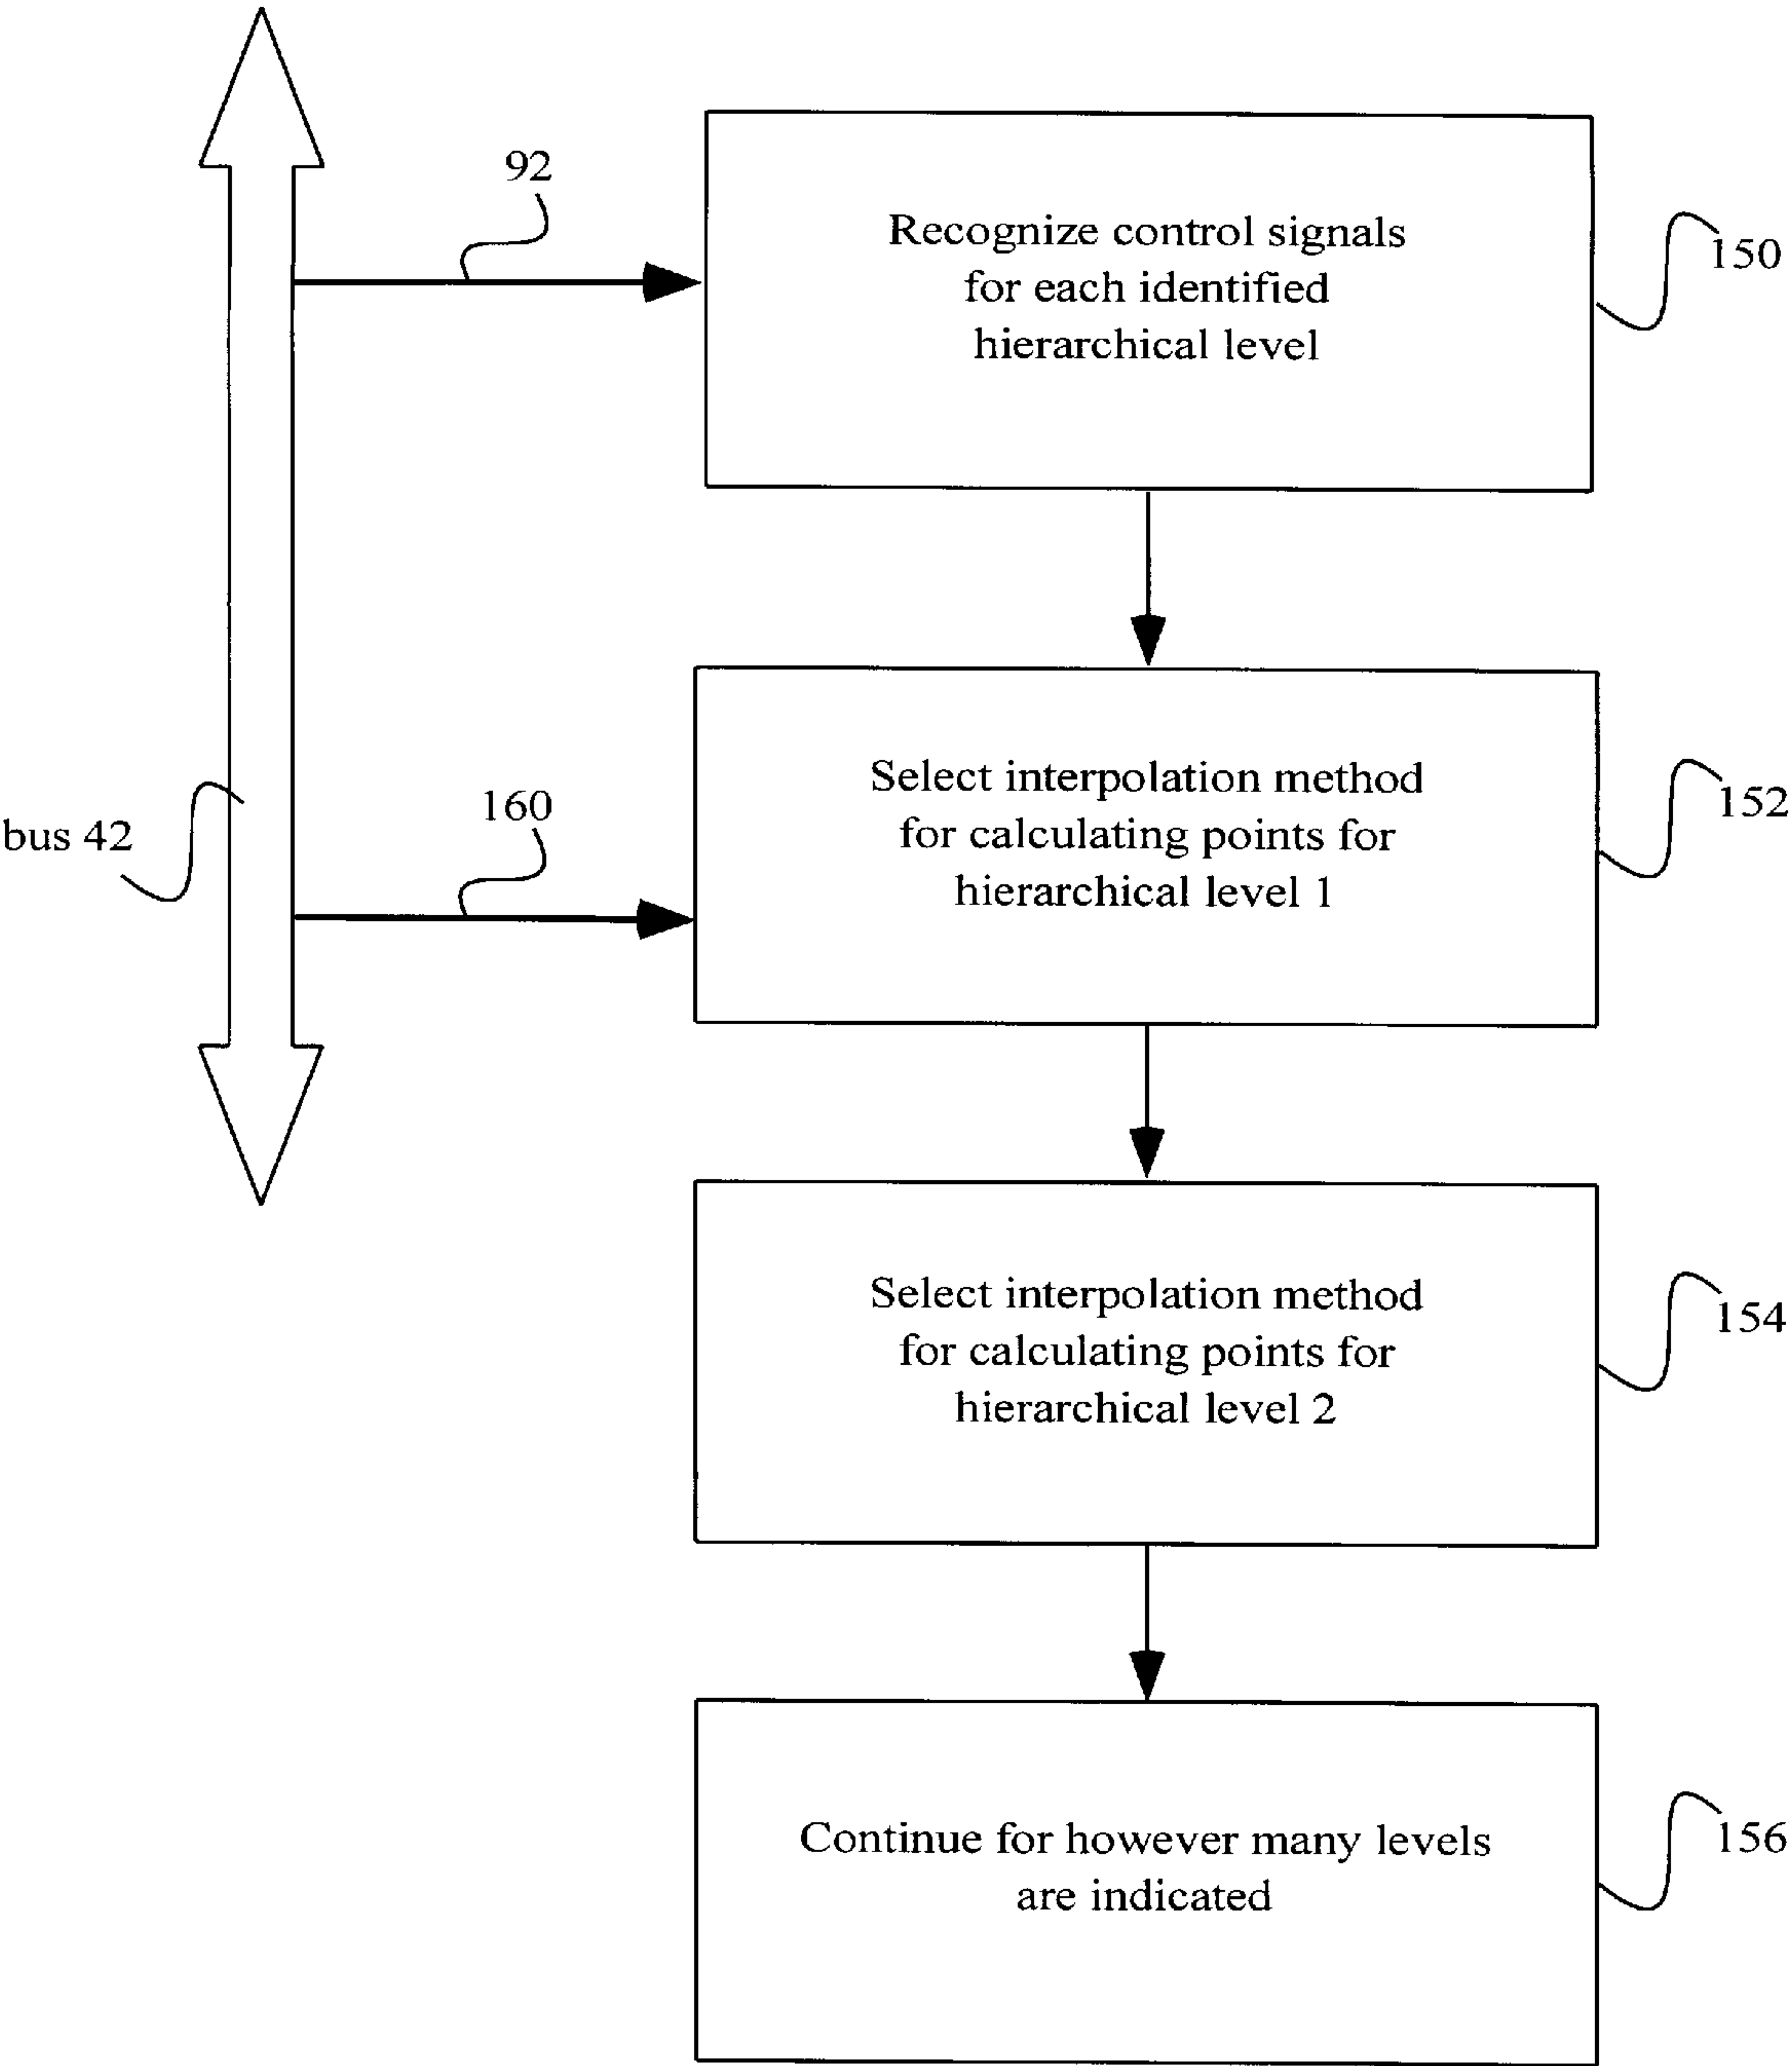 92
Recognize control signals
for each identified
hierarchical level
150
bus 42
160
Select interpolation method
for calculating points for
hierarchical level 1
152
Select interpolation method
for calculating points for
hierarchical level 2
154
Continue for however many levels
are indicated
156